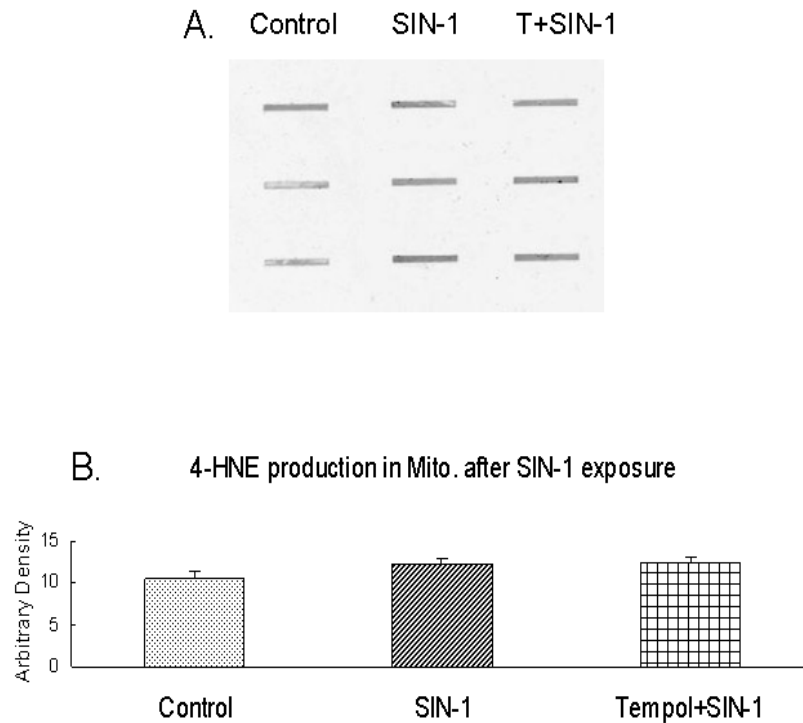 A. Control SIN-1 T+SIN-1
B. 4-HNE production in Mito. after SIN-1 exposure
Arbitrary Density
15
10
5
0
Control SIN-1 Tempol+SIN-1